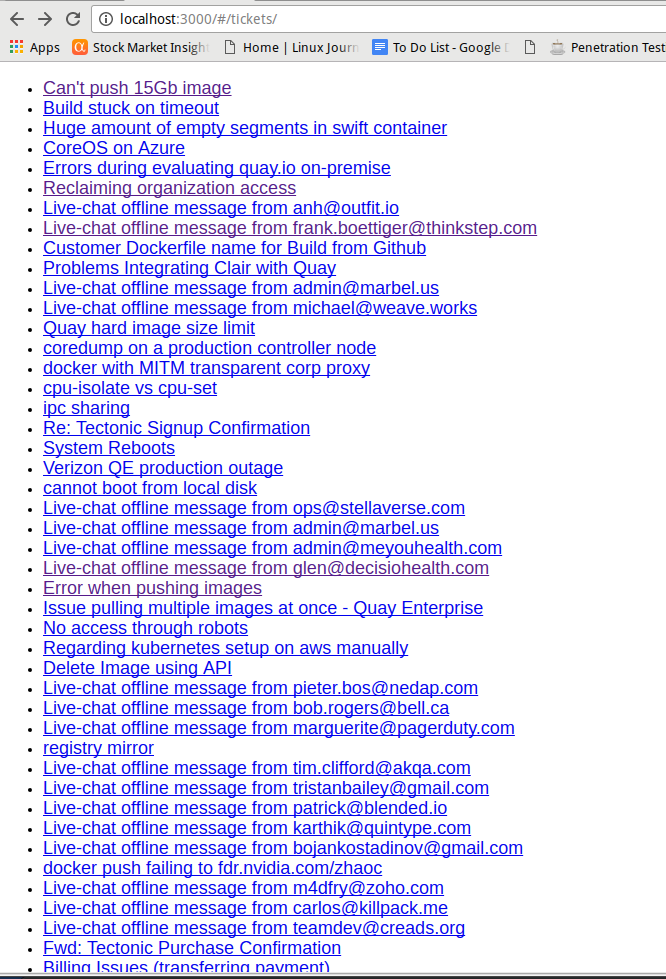 localhost:3000/#/tickets/
Apps Stock Market Insigh Home | Linux Journ To Do List - Google Penetration Test
Can't push 15Gb image
Build stuck on timeout
Huge amount of empty segments in swift container
CoreOS on Azure
Errors during evaluating quay.io on-premise
Reclaiming organization access
Live-chat offline message from anh@outfit.io
Live-chat offline message from frank.boettiger@thinkstep.com
Customer Dockerfile name for Build from Github
Problems Integrating Clair with Quay
Live-chat offline message from admin@marbel.us
Live-chat offline message from michael@weave.works
Quay hard image size limit
coredump on a production controller node
docker with MITM transparent corp proxy
cpu-isolate vs cpu-set
ipc sharing
Re: Tectonic Signup Confirmation
System Reboots
Verizon QE production outage
cannot boot from local disk
Live-chat offline message from ops@stellaverse.com
Live-chat offline message from admin@marbel.us
Live-chat offline message from admin@meyouhealth.com
Live-chat offline message from glen@decisiohealth.com
Error when pushing images
Issue pulling multiple images at once - Quay Enterprise
No access through robots
Regarding kubernetes setup on aws manually
Delete Image using API
Live-chat offline message from pieter.bos@nedap.com
Live-chat offline message from bob.rogers@bell.ca
Live-chat offline message from marguerite@pagerduty.com
registry mirror
Live-chat offline message from tim.clifford@akqa.com
Live-chat offline message from tristanbailey@gmail.com
Live-chat offline message from patrick@blended.io
Live-chat offline message from karthik@quintype.com
Live-chat offline message from bojankostadinov@gmail.com
docker push failing to fdr.nvidia.com/zhaoc
Live-chat offline message from m4dfry@zoho.com
Live-chat offline message from carlos@killpack.me
Live-chat offline message from teamdev@creads.org
Fwd: Tectonic Purchase Confirmation
Billing Issues (transferring payment)